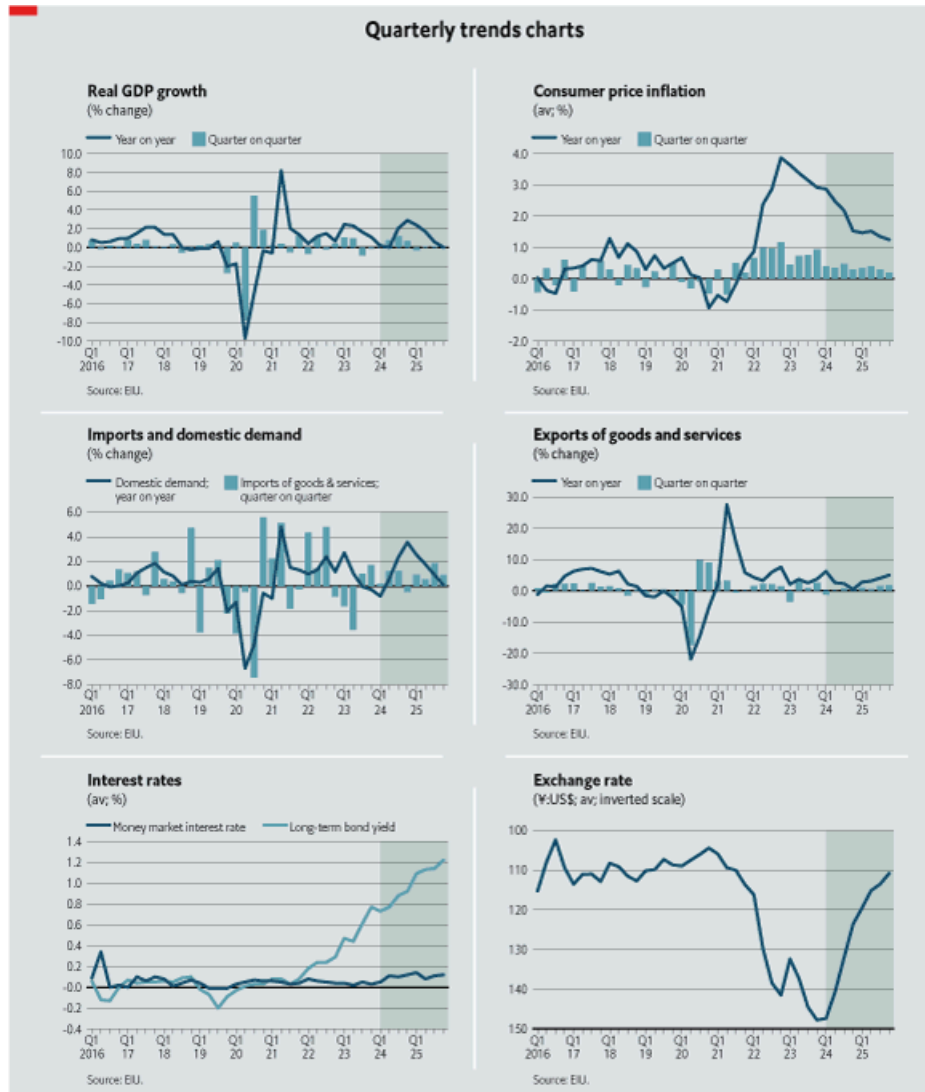 Quarterly trends charts
Real GDP growth
(% change)
Year on year
Quarter on quarter
10.0
8.0
6.0
4.0
2.0
0.0
-2.0
-4.0
-6.0
-8.0
-10.0
Q1 Q1 Q1 Q1 Q1 Q1 Q1 Q1 Q1 Q1
2016 17 18 19 20 21 22 23 24 25
Source: EIU.
Consumer price inflation
(av; %)
Year on year
Quarter on quarter
4.0
3.0
2.0
1.0
0.0
-1.0
-2.0
Q1 Q1 Q1 Q1 Q1 Q1 Q1 Q1 Q1 Q1
2016 17 18 19 20 21 22 23 24 25
Source: EIU.
Imports and domestic demand
(% change)
Domestic demand;
year on year
Imports of goods & services;
quarter on quarter
6.0
4.0
2.0
0.0
-2.0
-4.0
-6.0
-8.0
Q1 Q1 Q1 Q1 Q1 Q1 Q1 Q1 Q1 Q1
2016 17 18 19 20 21 22 23 24 25
Source: EIU.
Exports of goods and services
(% change)
Year on year
Quarter on quarter
30.0
20.0
10.0
0.0
-10.0
-20.0
-30.0
Q1 Q1 Q1 Q1 Q1 Q1 Q1 Q1 Q1 Q1
2016 17 18 19 20 21 22 23 24 25
Source: EIU.
Interest rates
(av; %)
Money market interest rate
Long-term bond yield
1.4
1.2
1.0
0.8
0.6
0.4
0.2
-0.0
-0.2
-0.4
Q1 Q1 Q1 Q1 Q1 Q1 Q1 Q1 Q1 Q1
2016 17 18 19 20 21 22 23 24 25
Source: EIU.
Exchange rate
(¥:US$; av; inverted scale)
100
110
120
130
140
150
Q1 Q1 Q1 Q1 Q1 Q1 Q1 Q1 Q1 Q1
2016 17 18 19 20 21 22 23 24 25
Source: EIU.